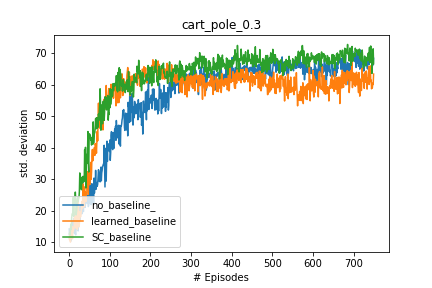 cart_pole_0.3
std. deviation
70
60
50
40
30
20
10
no_baseline_
learned_baseline
SC_baseline
0 100 200 300 400 500 600 700
# Episodes